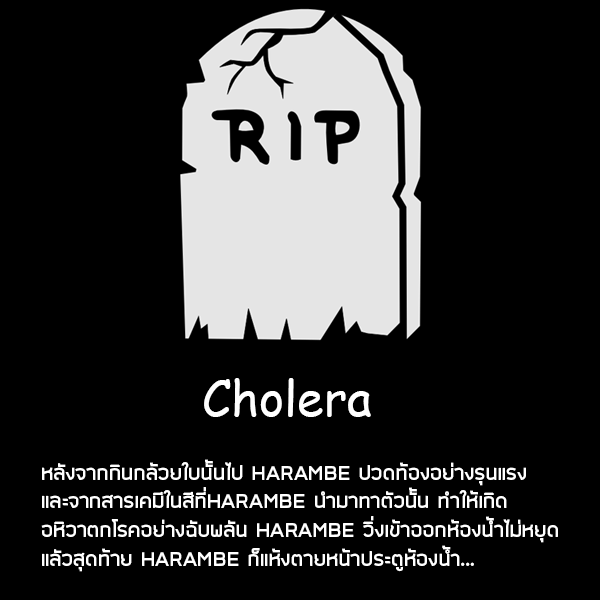 RIP
Cholera
หลังจากกินกล้วยใบนั้นไป HARAMBE ปวดท้องอย่างรุนแรง
และจากสารเคมีในสีที่HARAMBE นำมาทาตัวนั้น ทำให้เกิด
อหิวาตกโรคอย่างฉับพลัน HARAMBE วิ่งเข้าออกห้องน้ำไม่หยุด
แล้วสุดท้าย HARAMBE ก็แห้งตายหน้าประตูห้องน้ำ...